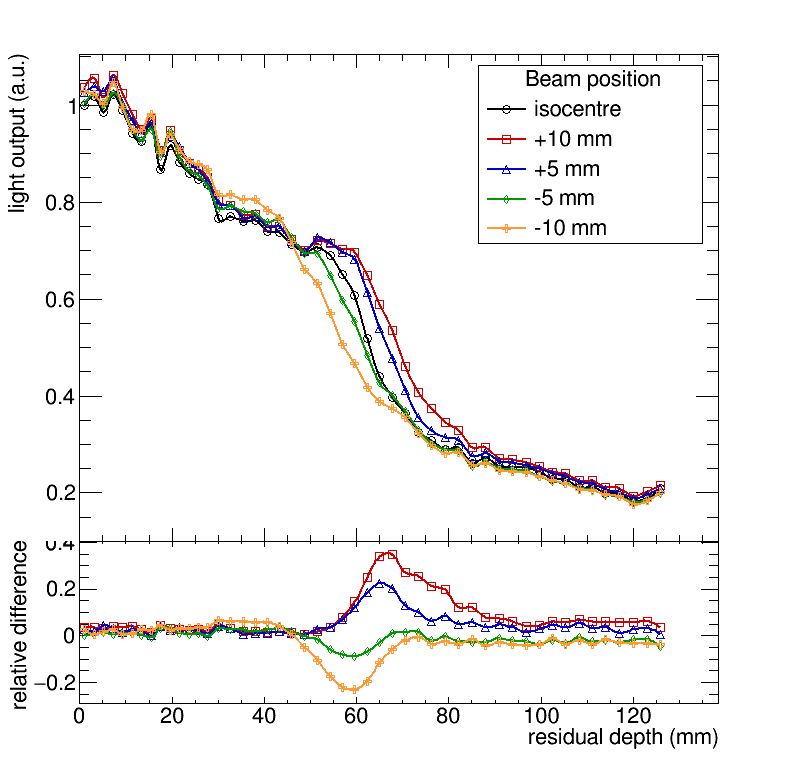 light output (a.u.)
1
0.8
0.6
0.4
0.2
Beam position
isocentre
+10 mm
+5 mm
-5 mm
-10 mm
relative difference
0.4
0.2
0
−0.2
0 20 40 60 80 100 120
residual depth (mm)